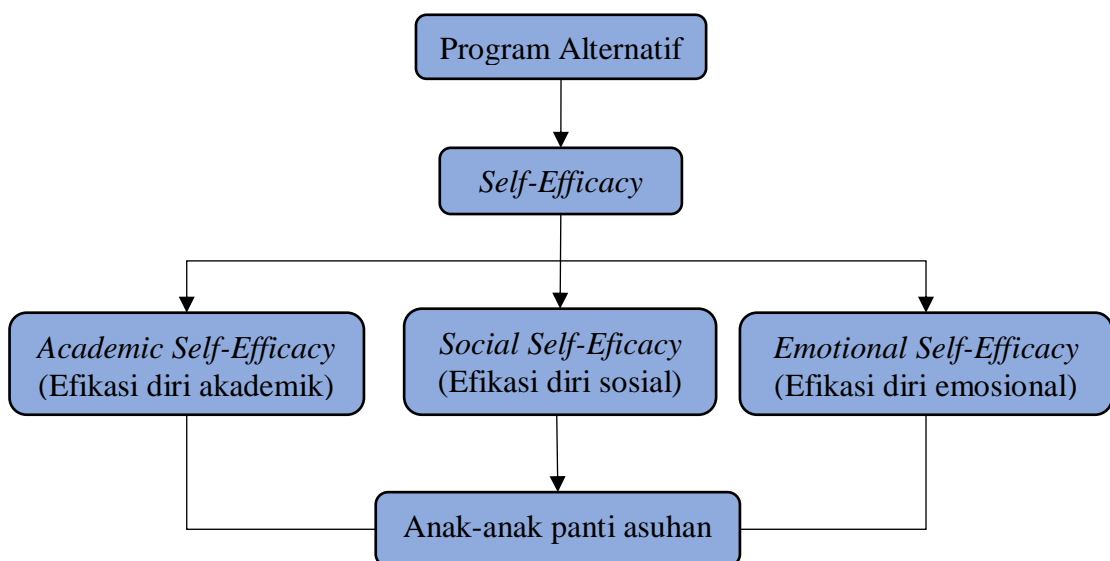 Program Alternatif
Self-Efficacy
Academic Self-Efficacy
(Efikasi diri akademik)
Social Self-Eficacy
(Efikasi diri sosial)
Emotional Self-Efficacy
(Efikasi diri emosional)
Anak-anak panti asuhan